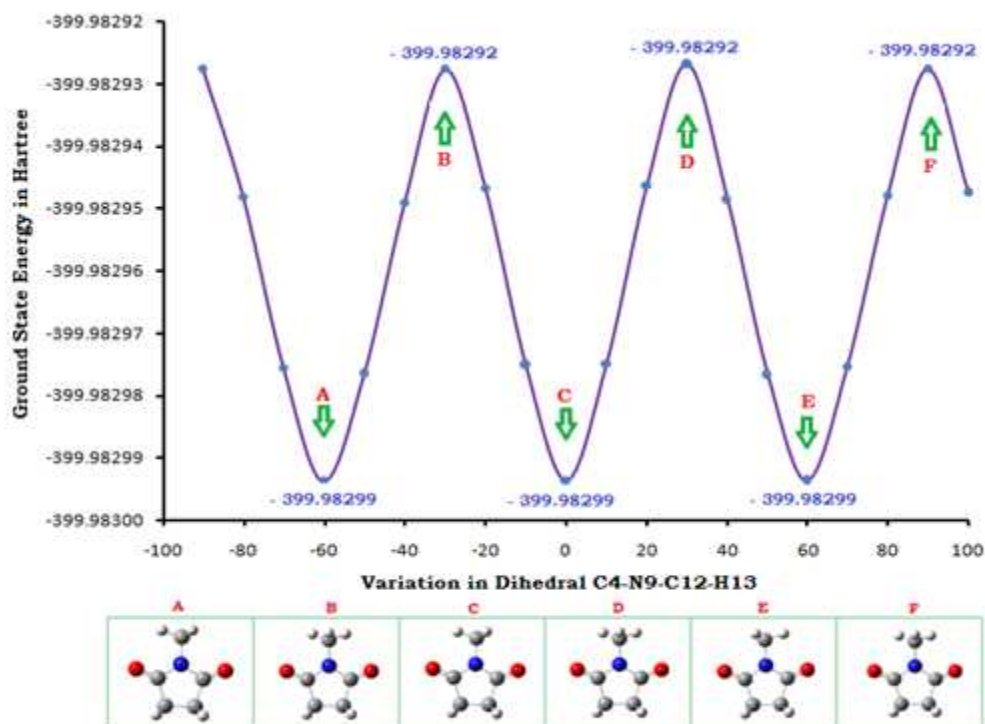 -399.98292
-399.98293
-399.98294
-399.98295
-399.98296
-399.98297
-399.98298
-399.98299
-399.98300
Ground State Energy in Hartree
- 399.98292
- 399.98292
- 399.98292
B
D
F
A
C
E
- 399.98299
- 399.98299
- 399.98299
-100
-80
-60
-40
-20
0
20
40
60
80
100
Variation in Dihedral C4-N9-C12-H13
A
B
C
D
E
F